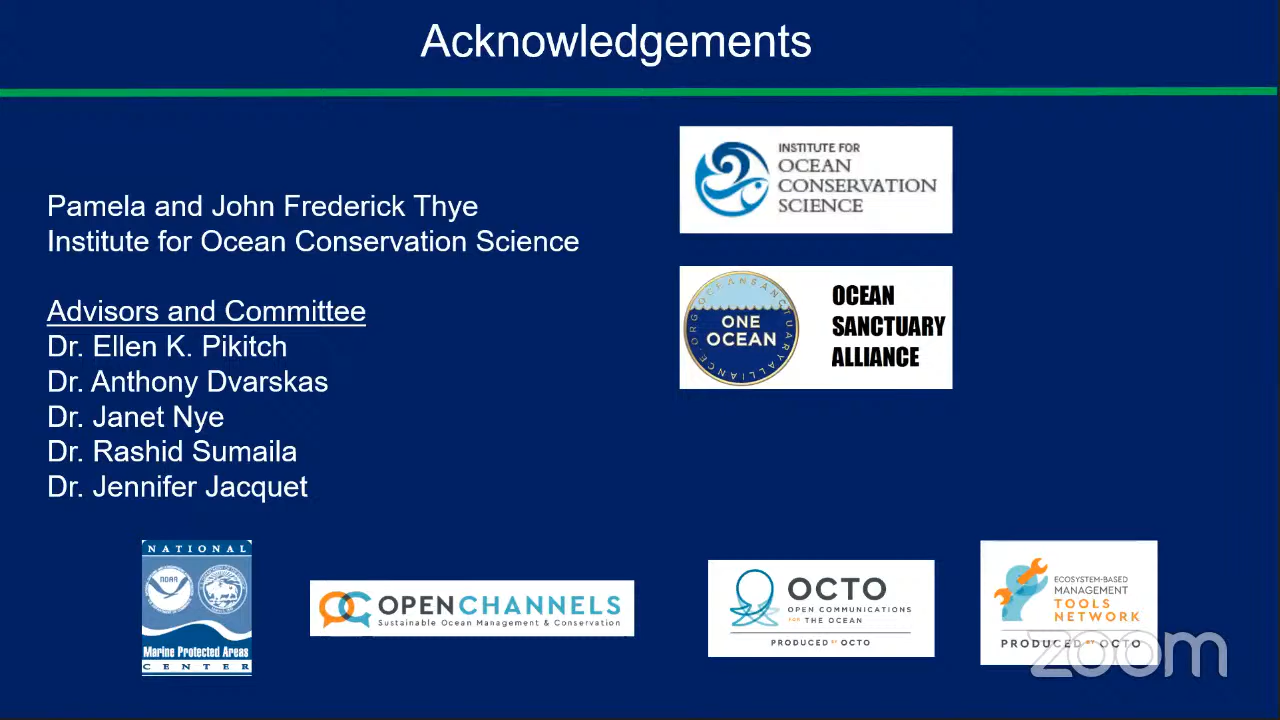 Acknowledgements
Pamela and John Frederick Thye
Institute for Ocean Conservation Science
Advisors and Committee
Dr. Ellen K. Pikitch
Dr. Anthony Dvarskas
Dr. Janet Nye
Dr. Rashid Sumaila
Dr. Jennifer Jacquet
INSTITUTE FOR
OCEAN
CONSERVATION
SCIENCE
OCEANSANCTUARYALLIANCE.ORG
ONE
OCEAN
OCEAN
SANCTUARY
ALLIANCE
NATIONAL
NOAA
Marine Protected Areas
CENTER
OPENCHANNELS
Sustainable Ocean Management & Conservation
OCTO
OPEN COMMUNICATIONS
FOR THE OCEAN
PRODUCED BY OCTO
ECOSYSTEM-BASED
MANAGEMENT
TOOLS
NETWORK
PRODUCED BY OCTO
zoom